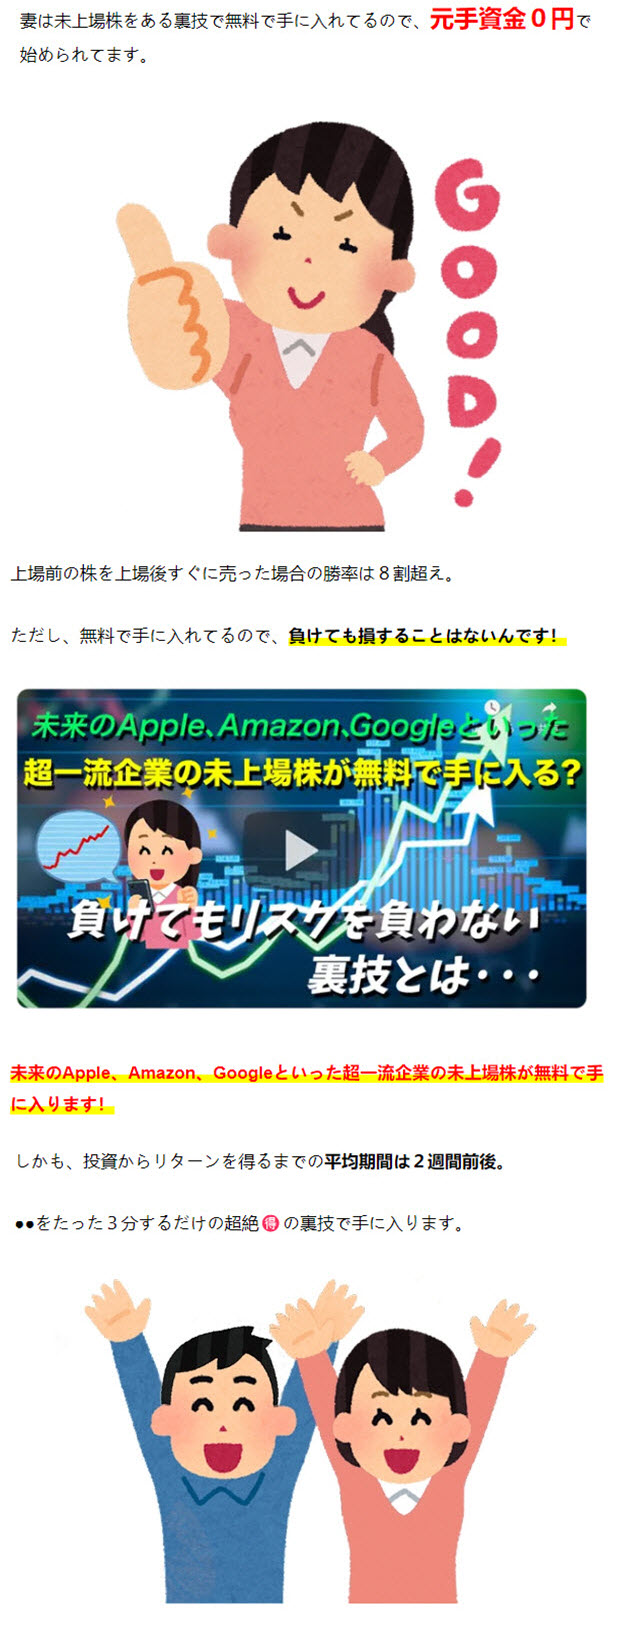 妻は未上場株をある裏技で無料で手に入れてるので、元手資金０円で
始められてます。
GOOD!
上場前の株を上場後すぐに売った場合の勝率は８割超え。
ただし、無料で手に入れてるので、負けても損することはないんです！
未来のApple、Amazon、Googleといった
超一流企業の未上場株が無料で手に入る？
負けてもリスクを負わない
裏技とは・・・
未来のApple、Amazon、Googleといった超一流企業の未上場株が無料で手
に入ります！
しかも、投資からリターンを得るまでの平均期間は２週間前後。
●●をたった３分するだけの超絶🉐の裏技で手に入ります。